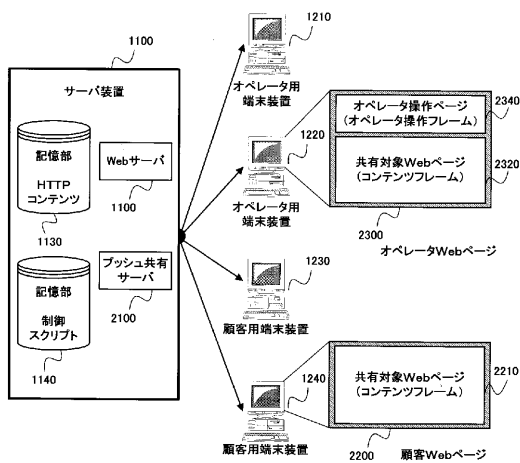 1100
サーバ装置
記憶部
HTTP
コンテンツ
1130
Webサーバ
1100
記憶部
制御
スクリプト
1140
プッシュ共有
サーバ
2100
1210
オペレータ用
端末装置
1220
オペレータ用
端末装置
オペレータ操作ページ
(オペレータ操作フレーム)
2340
共有対象Webページ
(コンテンツフレーム)
2320
2300
オペレータWebページ
1230
顧客用端末装置
1240
顧客用端末装置
共有対象Webページ
(コンテンツフレーム)
2210
2200
顧客Webページ